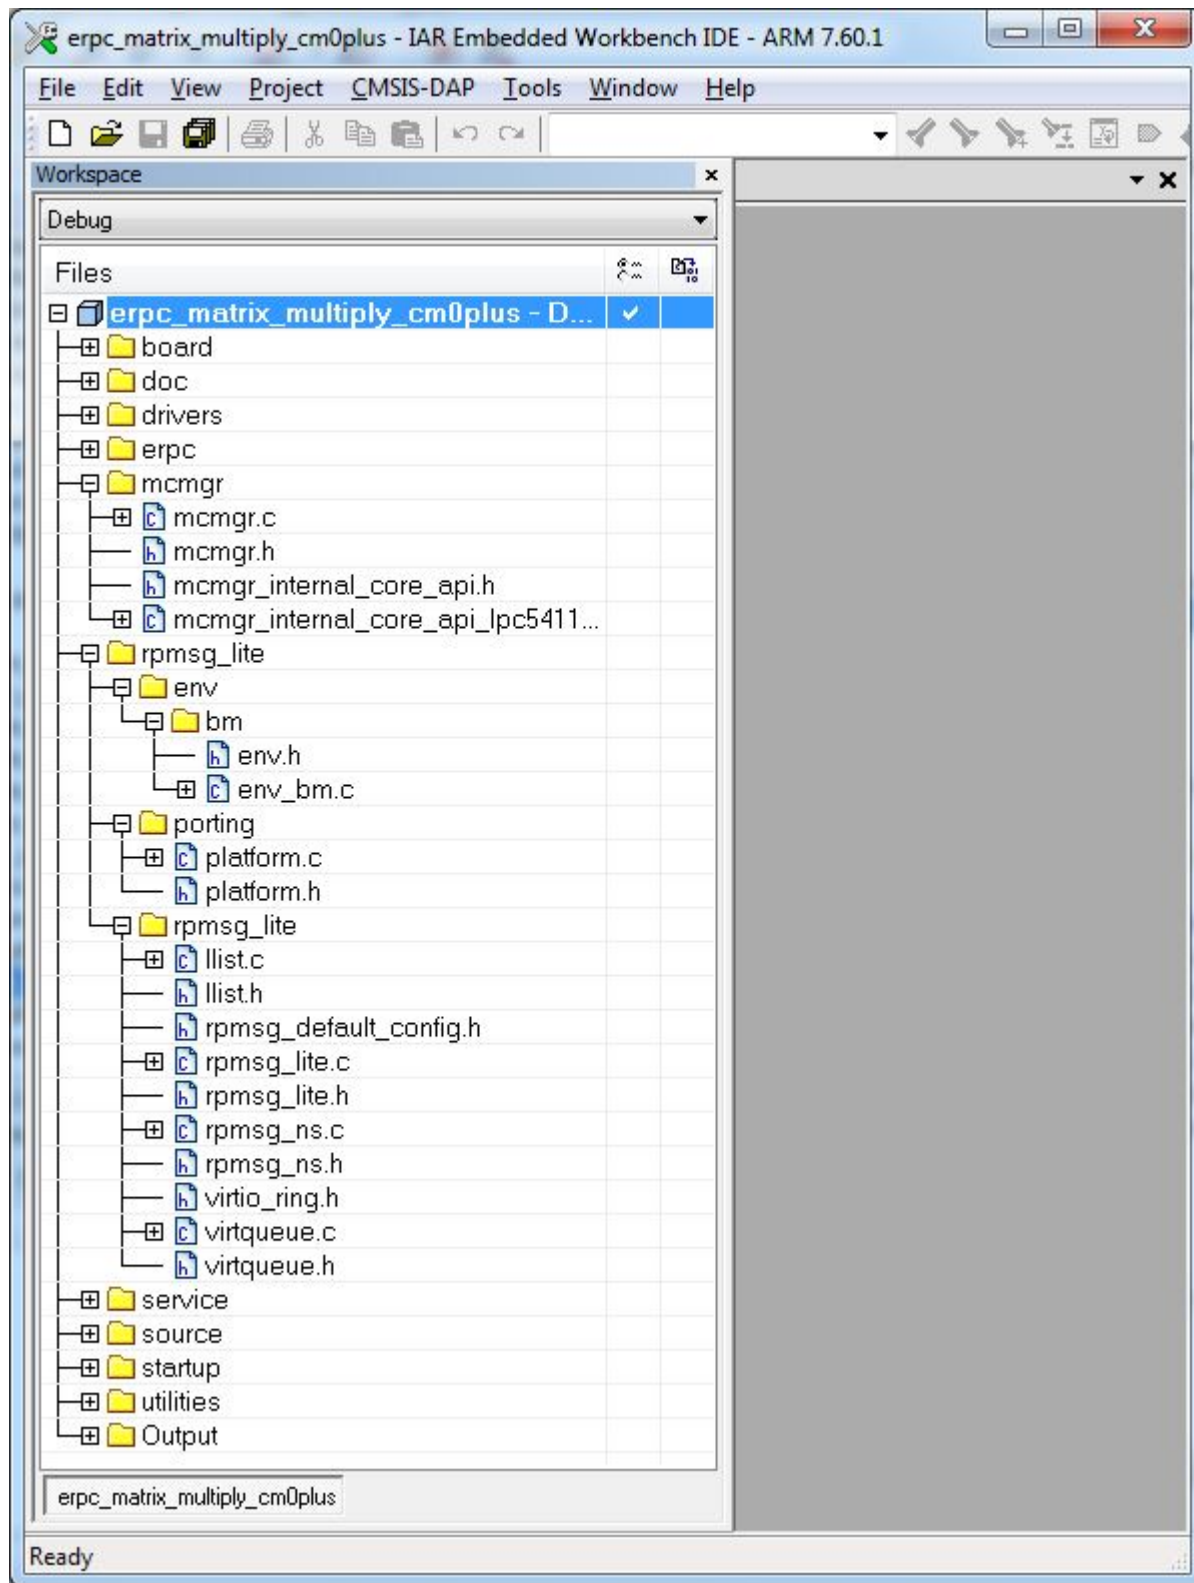 erpc_matrix_multiply_cm0plus - IAR Embedded Workbench IDE - ARM 7.60.1
File Edit View Project CMSIS-DAP Tools Window Help
Workspace
Debug
Files
erpc_matrix_multiply_cm0plus - D...
board
doc
drivers
erpc
mcmgr
mcmgr.c
mcmgr.h
mcmgr_internal_core_api.h
mcmgr_internal_core_api_lpc5411...
rpmsg_lite
env
bm
env.h
env_bm.c
porting
platform.c
platform.h
rpmsg_lite
llist.c
llist.h
rpmsg_default_config.h
rpmsg_lite.c
rpmsg_lite.h
rpmsg_ns.c
rpmsg_ns.h
virtio_ring.h
virtqueue.c
virtqueue.h
service
source
startup
utilities
Output
erpc_matrix_multiply_cm0plus
Ready